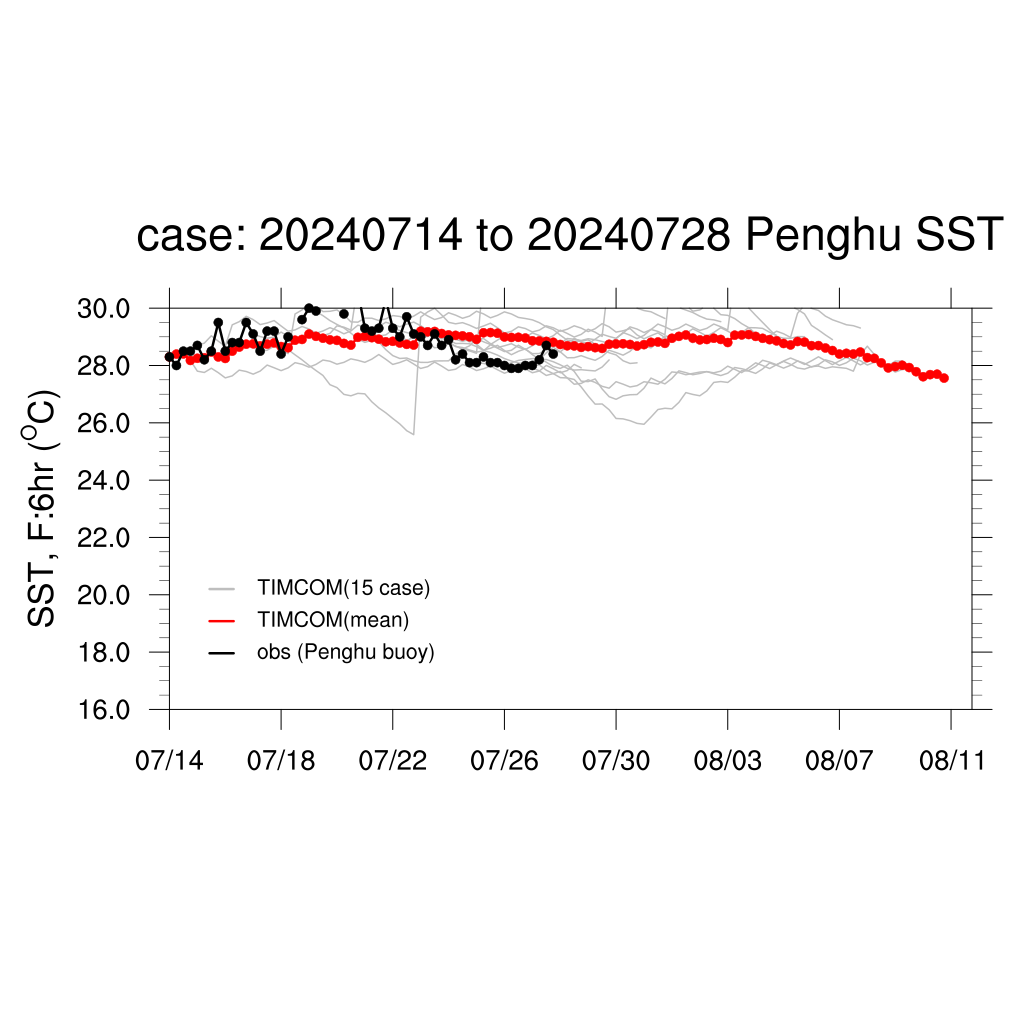 case: 20240714 to 20240728 Penghu SST
SST, F:6hr (°C)
30.0
28.0
26.0
24.0
22.0
20.0
18.0
16.0
TIMCOM(15 case)
TIMCOM(mean)
obs (Penghu buoy)
07/14 07/18 07/22 07/26 07/30 08/03 08/07 08/11